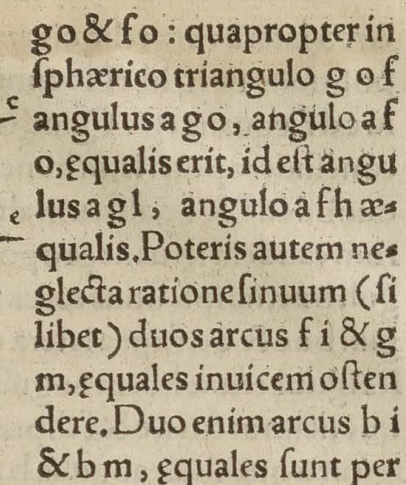 go & fo : quapropter in
ſphærico triangulo g o f
c
angulus a g o, angulo a f
o, ęqualis erit, id eſt angu
e
lus a g l, angulo a f h æ⸗
qualis. Poteris autem ne⸗
glecta ratione ſinuum (ſi
libet) duos arcus f i & g
m, ęquales inuicem oſten
dere. Duo enim arcus b i
& b m, ęquales ſunt per